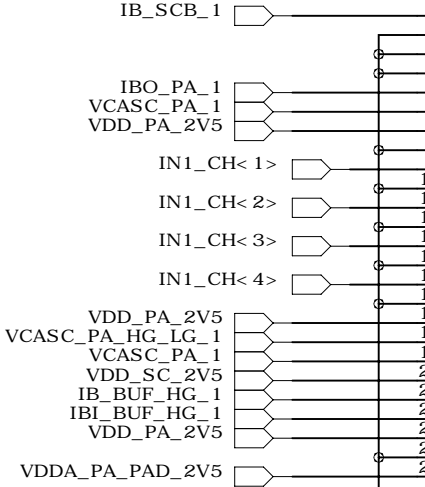 IB_SCB_1
IBO_PA_1
VCASC_PA_1
VDD_PA_2V5
IN1_CH<1>
IN1_CH<2>
IN1_CH<3>
IN1_CH<4>
VDD_PA_2V5
VCASC_PA_HG_LG_1
VCASC_PA_1
VDD_SC_2V5
IB_BUF_HG_1
IBI_BUF_HG_1
VDD_PA_2V5
VDDA_PA_PAD_2V5